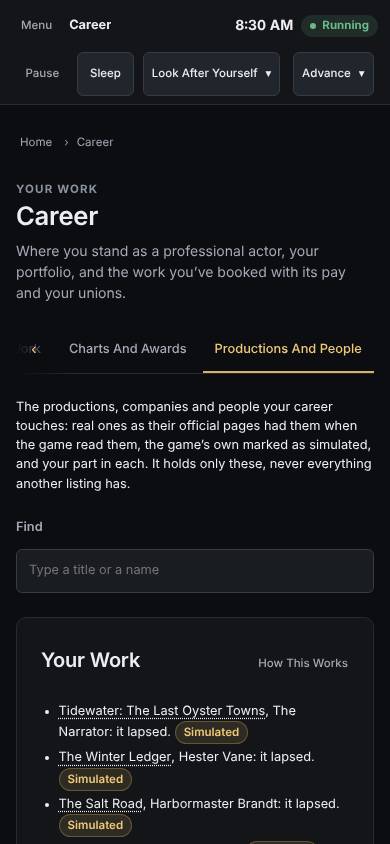 Menu Career 8:30 AM Running
Pause Sleep Look After Yourself ▾ Advance ▾
Home › Career
YOUR WORK
Career
Where you stand as a professional actor, your
portfolio, and the work you've booked with its pay
and your unions.
‹ Charts And Awards Productions And People
The productions, companies and people your career
touches: real ones as their official pages had them when
the game read them, the game's own marked as simulated,
and your part in each. It holds only these, never everything
another listing has.
Find
Type a title or a name
Your Work How This Works
• Tidewater: The Last Oyster Towns, The
Narrator: it lapsed. Simulated
• The Winter Ledger, Hester Vane: it lapsed.
Simulated
• The Salt Road, Harbormaster Brandt: it lapsed.
Simulated